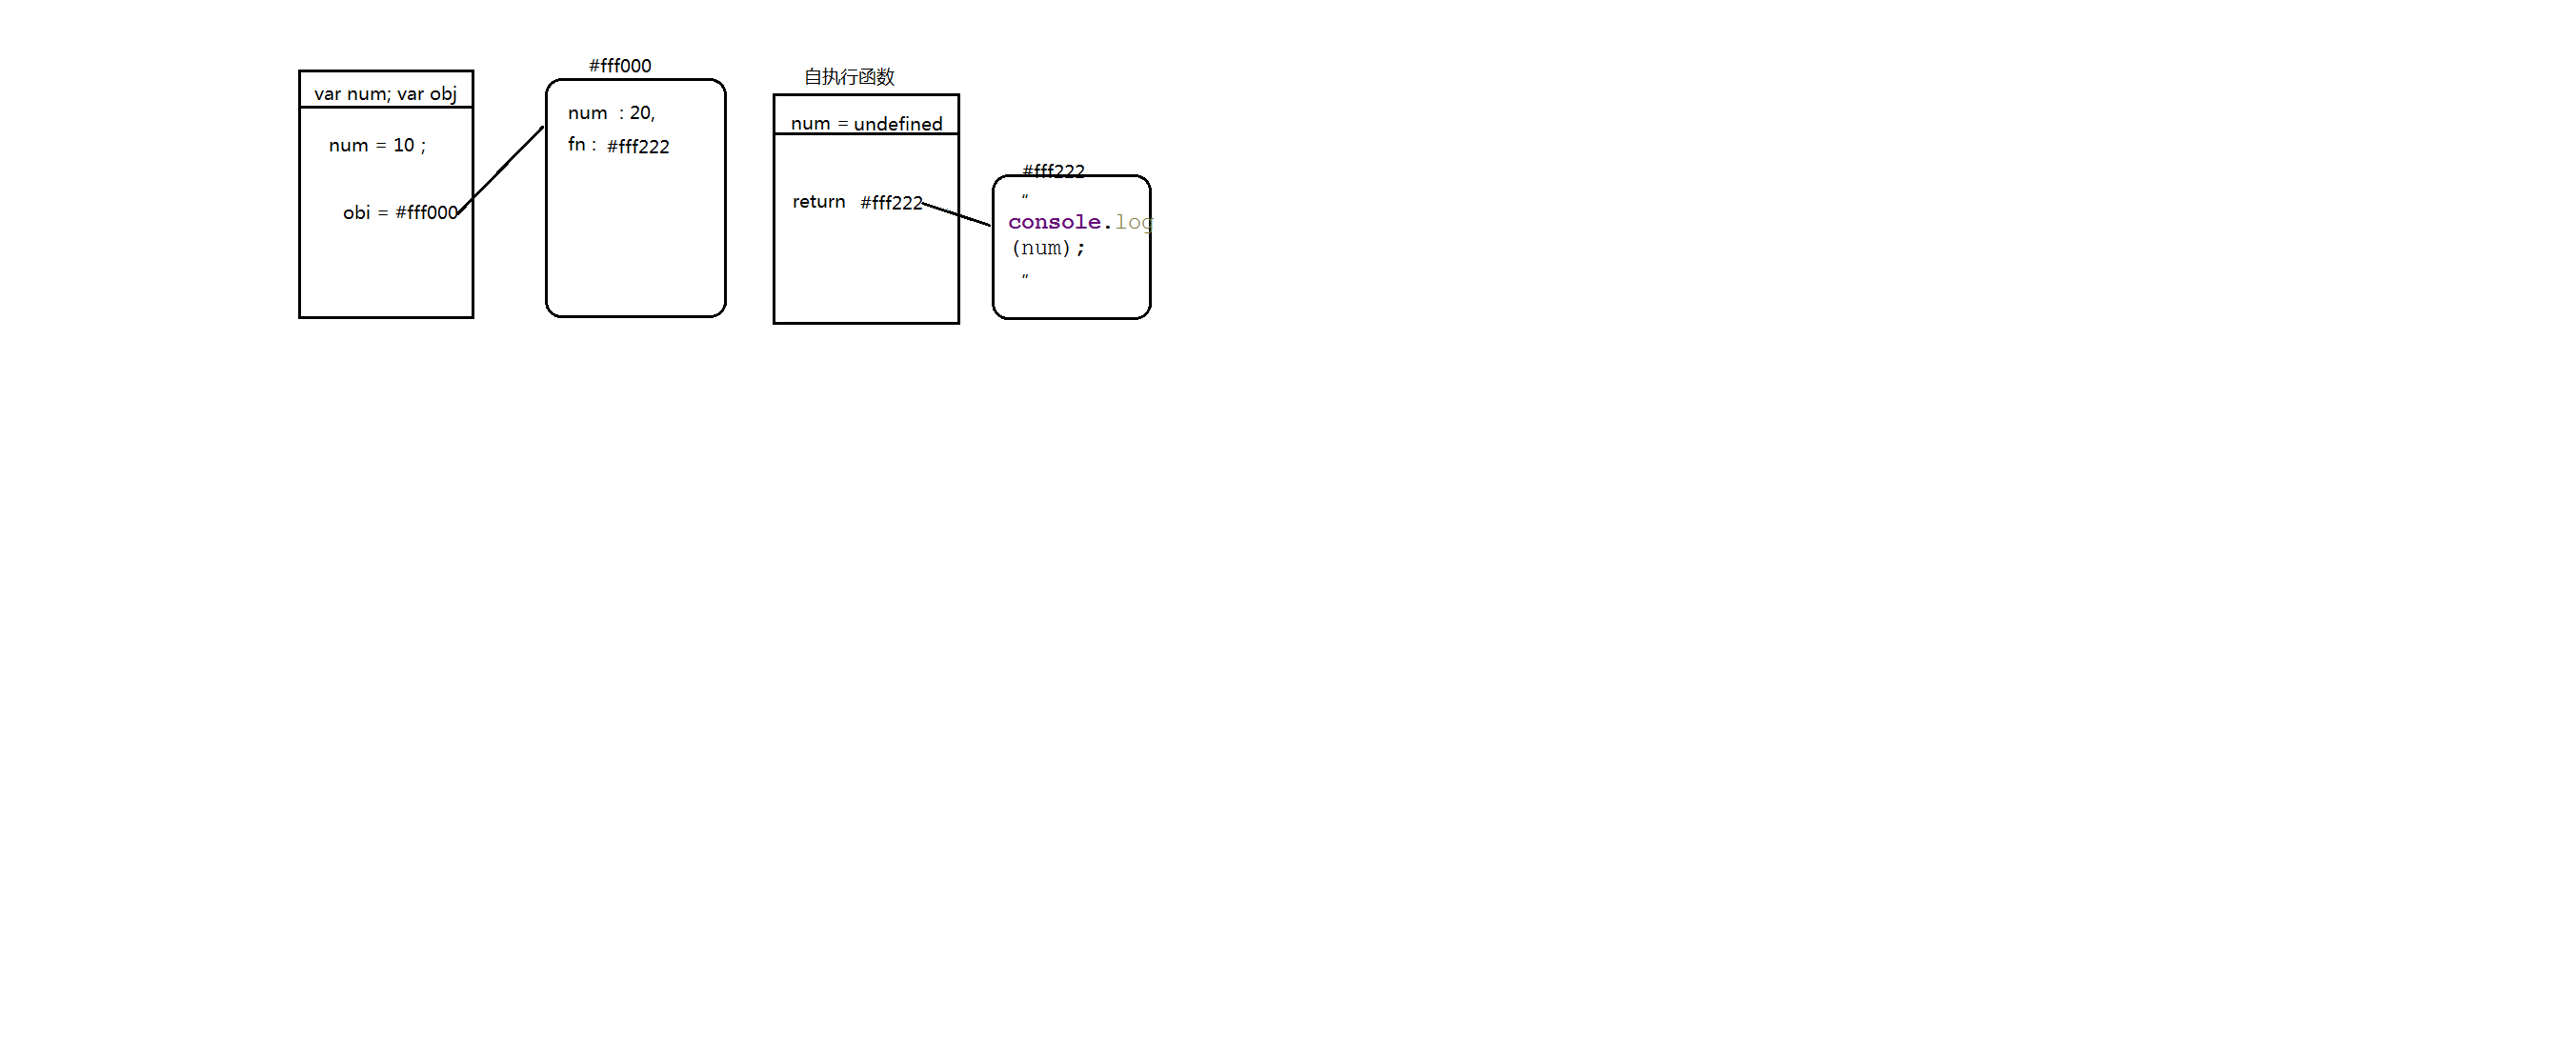 var num; var obj
num = 10 ;
obi = #fff000
#fff000
num : 20,
fn : #fff222
自执行函数
num = undefined
return #fff222
#fff222
“
console.log
(num);
”